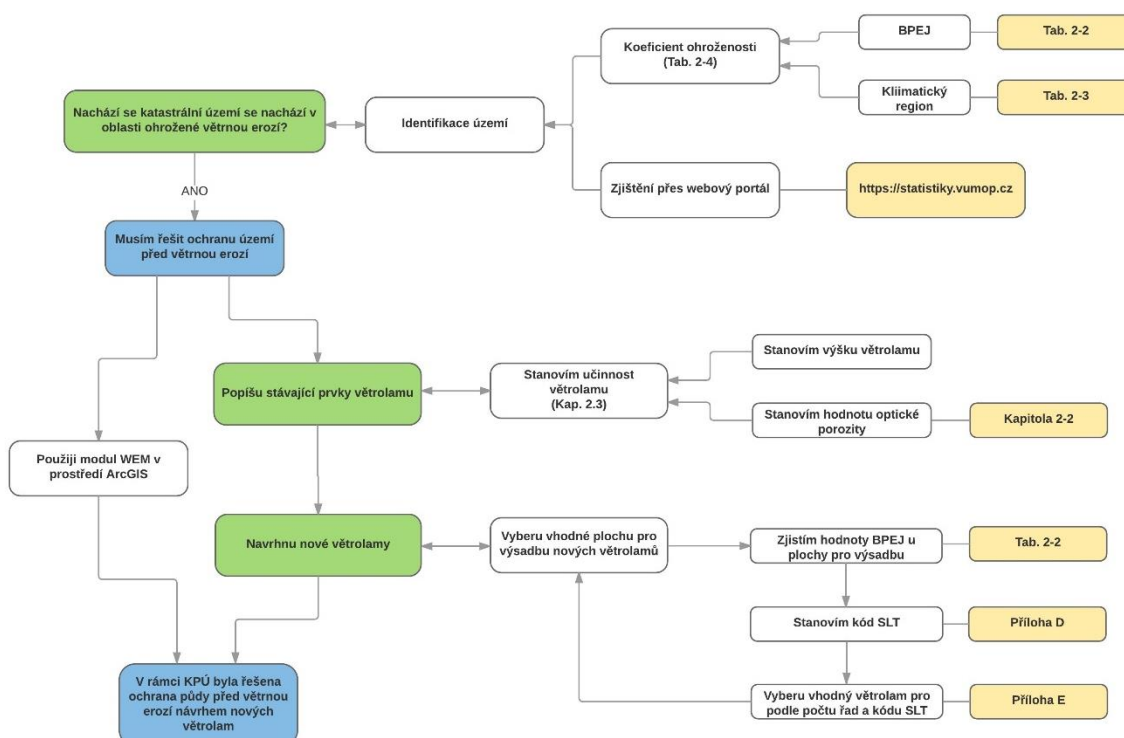 BPEJ
Tab. 2-2
Koeficient ohroženosti
(Tab. 2-4)
Kliimatický
region
Tab. 2-3
Nachází se katastrální území se nachází v
oblasti ohrožené větrnou erozí?
Identifikace území
Zjištění přes webový portál
https://statistiky.vumop.cz
ANO
Musím řešit ochranu území
před větrnou erozí
Stanovím výšku větrolamu
Popíšu stávající prvky větrolamu
Stanovím učinnost
větrolamu
(Kap. 2.3)
Stanovím hodnotu optické
porozity
Kapitola 2-2
Použiji modul WEM v
prostředí ArcGIS
Navrhnu nové větrolamy
Vyberu vhodné plochu pro
výsadbu nových větrolamů
Zjistím hodnoty BPEJ u
plochy pro výsadbu
Tab. 2-2
Stanovím kód SLT
Příloha D
V rámci KPÚ byla řešena
ochrana půdy před větrnou
erozí návrhem nových
větrolam
Vyberu vhodný větrolam pro
podle počtu řad a kódu SLT
Příloha E